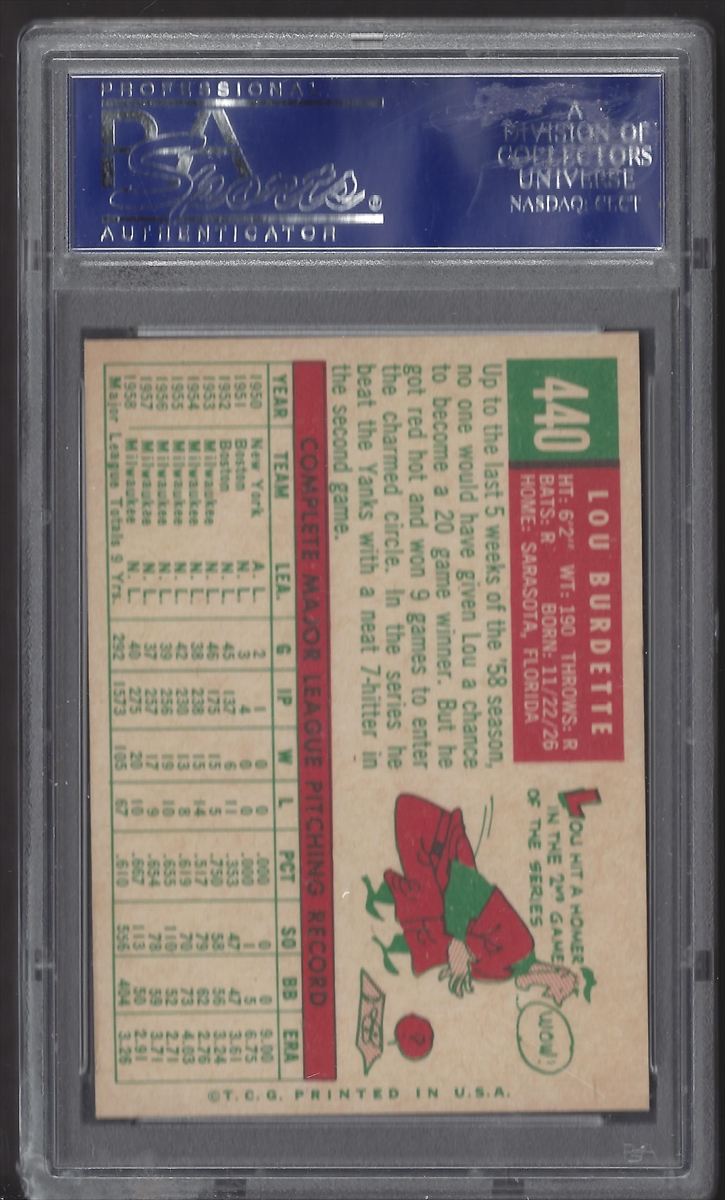 PROFESSIONAL
PSA
Sports®
AUTHENTICATOR
A
DIVISION OF
COLLECTORS
UNIVERSE
NASDAQ: CLCT
440
LOU BURDETTE
HT: 6'2" WT: 190 THROWS: R
BATS: R BORN: 11/22/26
HOME: SARASOTA, FLORIDA
Up to the last 5 weeks of the '58 season,
no one would have given Lou a chance
to become a 20 game winner. But he
got red hot and won 9 games to enter
the charmed circle. In the series he
beat the Yanks with a neat 7-hitter in
the second game.
LOU HIT A HOMER
IN THE 2ND GAME
OF THE SERIES
WOW!
COMPLETE MAJOR LEAGUE PITCHING RECORD
YEAR TEAM LEA. G IP W L PCT SO BB ERA
1950 New York A. L. 2 1 0 0 .000 0 0 9.00
1951 Boston N. L. 3 4 0 0 .000 1 5 6.75
1952 Boston N. L. 45 137 6 11 .353 47 47 3.61
1953 Milwaukee N. L. 46 175 15 5 .750 58 56 3.24
1954 Milwaukee N. L. 38 238 15 14 .517 79 62 2.76
1955 Milwaukee N. L. 42 230 13 8 .619 70 73 4.03
1956 Milwaukee N. L. 39 256 19 10 .655 110 52 2.71
1957 Milwaukee N. L. 37 257 17 9 .654 78 59 3.71
1958 Milwaukee N. L. 40 275 20 10 .667 113 50 2.91
Major League Totals 9 Yrs. 292 1573 105 67 .610 556 404 3.26
©T.C.G. PRINTED IN U.S.A.